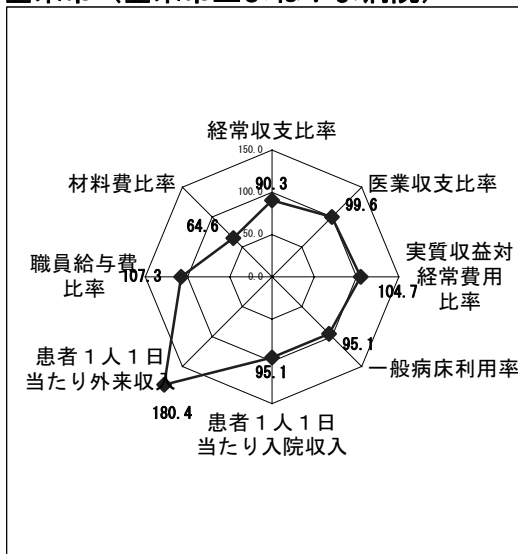 経常収支比率
150.0
90.3
100.0
医業収支比率
99.6
材料費比率
64.6
50.0
実質収益対
経常費用
比率
104.7
職員給与費
比率
107.3
0.0
95.1
一般病床利用率
患者１人１日
当たり外来収入
180.4
95.1
患者１人１日
当たり入院収入